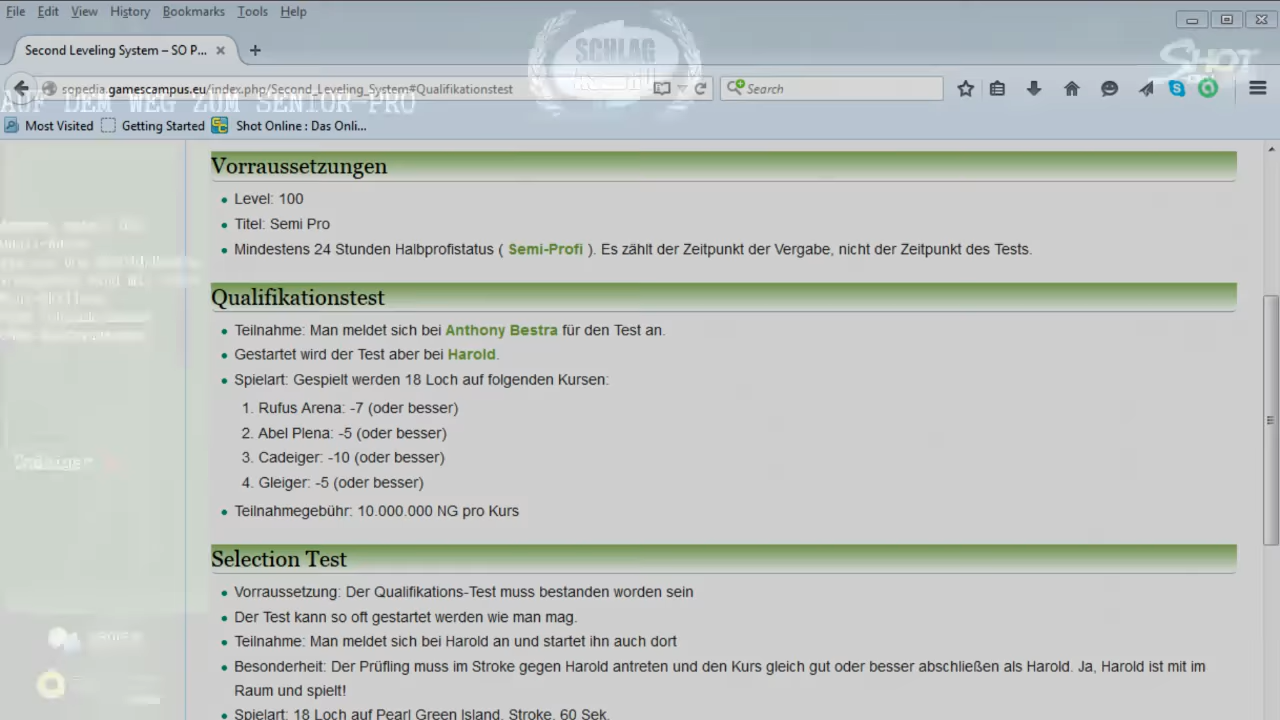 File Edit View History Bookmarks Tools Help
Second Leveling System – SO P...
sopedia.gamescampus.eu/index.php/Second_Leveling_System#Qualifikationstest
Search
SCHLAG
SHOT
AUF DEM WEG ZUM SENIOR-PRO
Most Visited Getting Started Shot Online : Das Onli...
Vorraussetzungen
Level: 100
Titel: Semi Pro
Mindestens 24 Stunden Halbprofistatus ( Semi-Profi ). Es zählt der Zeitpunkt der Vergabe, nicht der Zeitpunkt des Tests.
Qualifikationstest
Teilnahme: Man meldet sich bei Anthony Bestra für den Test an.
Gestartet wird der Test aber bei Harold.
Spielart: Gespielt werden 18 Loch auf folgenden Kursen:
1. Rufus Arena: -7 (oder besser)
2. Abel Plena: -5 (oder besser)
3. Cadeiger: -10 (oder besser)
4. Gleiger: -5 (oder besser)
Teilnahmegebühr: 10.000.000 NG pro Kurs
Selection Test
Vorraussetzung: Der Qualifikations-Test muss bestanden worden sein
Der Test kann so oft gestartet werden wie man mag.
Teilnahme: Man meldet sich bei Harold an und startet ihn auch dort
Besonderheit: Der Prüfling muss im Stroke gegen Harold antreten und den Kurs gleich gut oder besser abschließen als Harold. Ja, Harold ist mit im
Raum und spielt!
Spielart: 18 Loch auf Pearl Green Island, Stroke, 60 Sek.